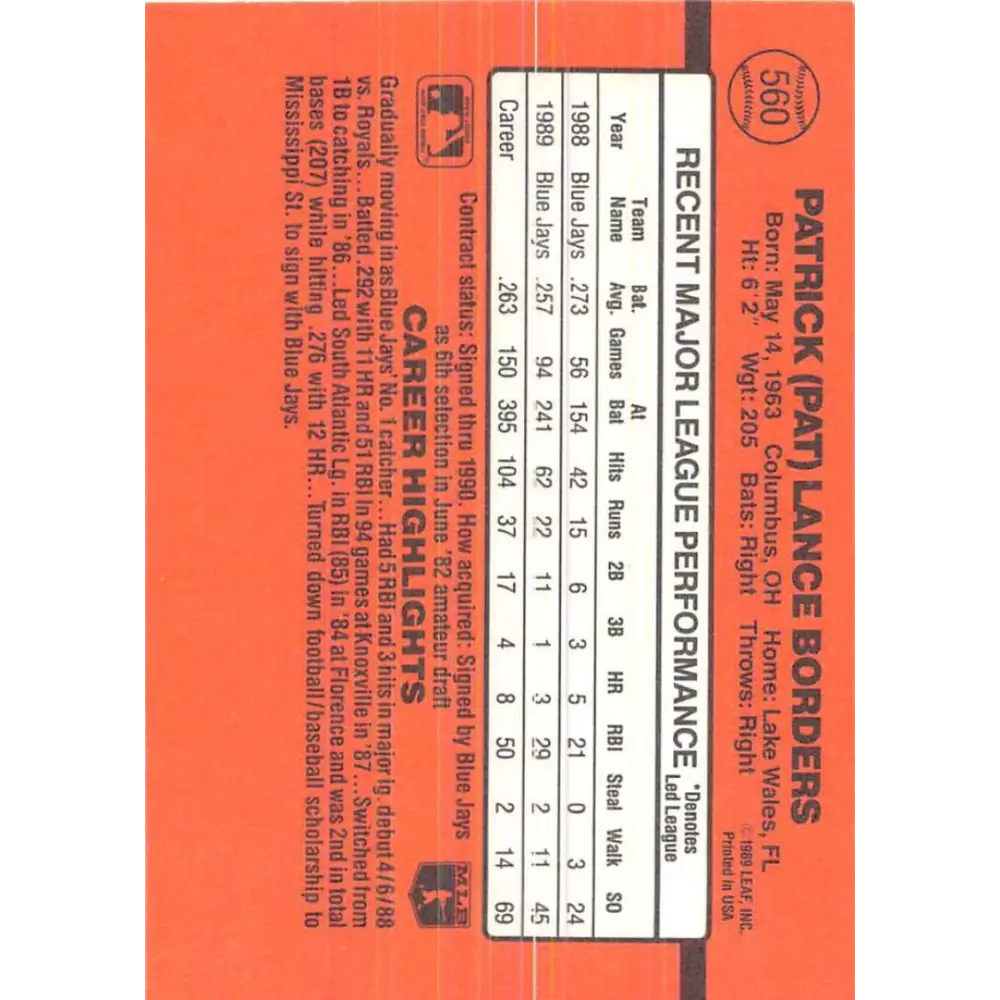 560
PATRICK (PAT) LANCE BORDERS
Born: May 14, 1963 Columbus, OH Home: Lake Wales, FL
Ht: 6'2" Wgt: 205 Bats: Right Throws: Right
© 1989 LEAF, INC.
Printed in USA
RECENT MAJOR LEAGUE PERFORMANCE
*Denotes
Led League
Year Team Name Bat. Avg. Games At Bat Hits Runs 2B 3B HR RBI Steal Walk SO
1988 Blue Jays .273 56 154 42 15 6 3 5 21 0 3 24
1989 Blue Jays .257 94 241 62 22 11 1 3 29 2 11 45
Career .263 150 395 104 37 17 4 8 50 2 14 69
Contract status: Signed thru 1990. How acquired: Signed by Blue Jays
as 6th selection in June '82 amateur draft
MLB
CAREER HIGHLIGHTS
Gradually moving in as Blue Jays' No. 1 catcher...Had 5 RBI and 3 hits in major lg. debut 4/6/88
vs. Royals...Batted .292 with 11 HR and 51 RBI in 94 games at Knoxville in '87...Switched from
1B to catching in '86...Led South Atlantic Lg. in RBI (85) in '84 at Florence and was 2nd in total
bases (207) while hitting .276 with 12 HR...Turned down football/baseball scholarship to
Mississippi St. to sign with Blue Jays.